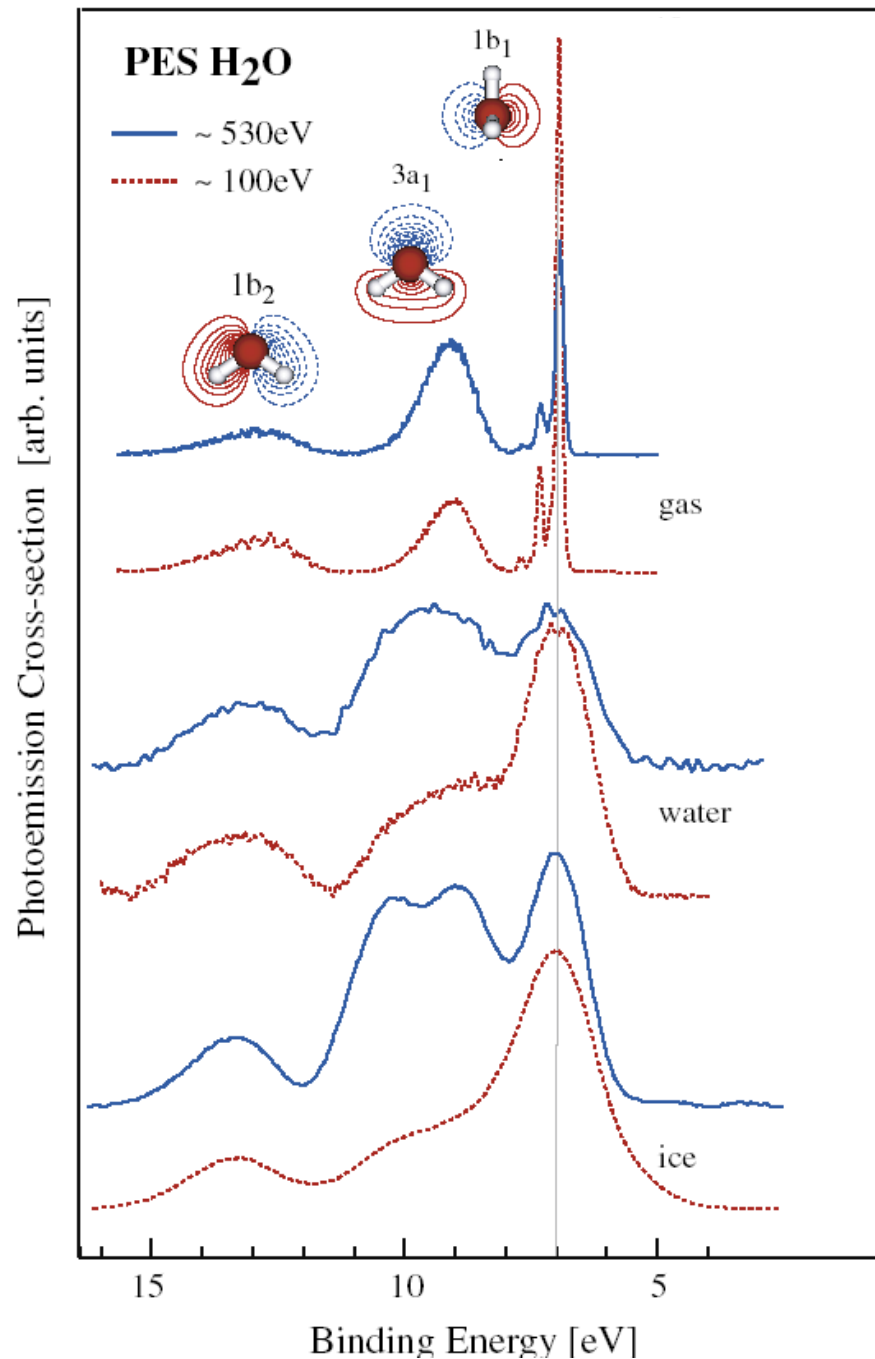 PES H₂O
~ 530eV
~ 100eV
1b₁
3a₁
1b₂
gas
water
ice
Photoemission Cross-section [arb. units]
15 10 5
Binding Energy [eV]